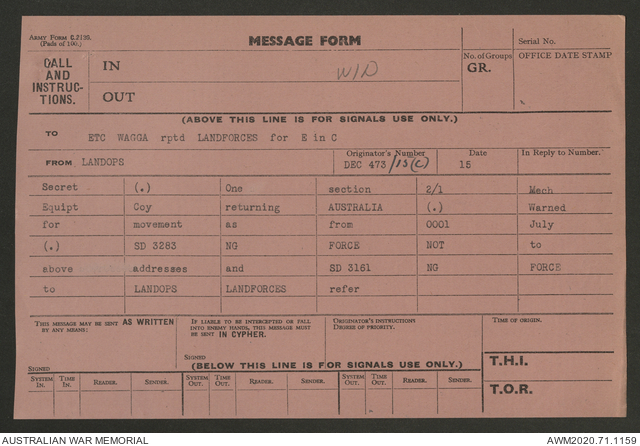 Army Form C.2136.
(Pads of 100.)
MESSAGE FORM
Serial No.
CALL
AND
INSTRUC-
TIONS.
IN
W/D
No. of Groups
GR.
OFFICE DATE STAMP
OUT
(ABOVE THIS LINE IS FOR SIGNALS USE ONLY.)
TO ETC WAGGA rptd LANDFORCES for E in C
FROM LANDOPS
Originator's Number
DEC 473/15(C)
Date
15
In Reply to Number.
Secret (.) One section 2/1 Mech
Equipt Coy returning AUSTRALIA (.) Warned
for movement as from 0001 July
(.) SD 3283 NG FORCE NOT to
above addresses and SD 3161 NG FORCE
to LANDOPS LANDFORCES refer
This message may be sent AS WRITTEN
by any means:
Signed
If liable to be intercepted or fall
into enemy hands, this message must
be sent IN CYPHER.
Signed
Originator's Instructions
Degree of Priority.
Time of Origin.
(BELOW THIS LINE IS FOR SIGNALS USE ONLY.)
T.H.I.
System In. Time In. Reader. Sender. System Out. Time Out. Reader. Sender. System Out. Time Out. Reader. Sender.
T.O.R.
AUSTRALIAN WAR MEMORIAL
AWM2020.71.1159